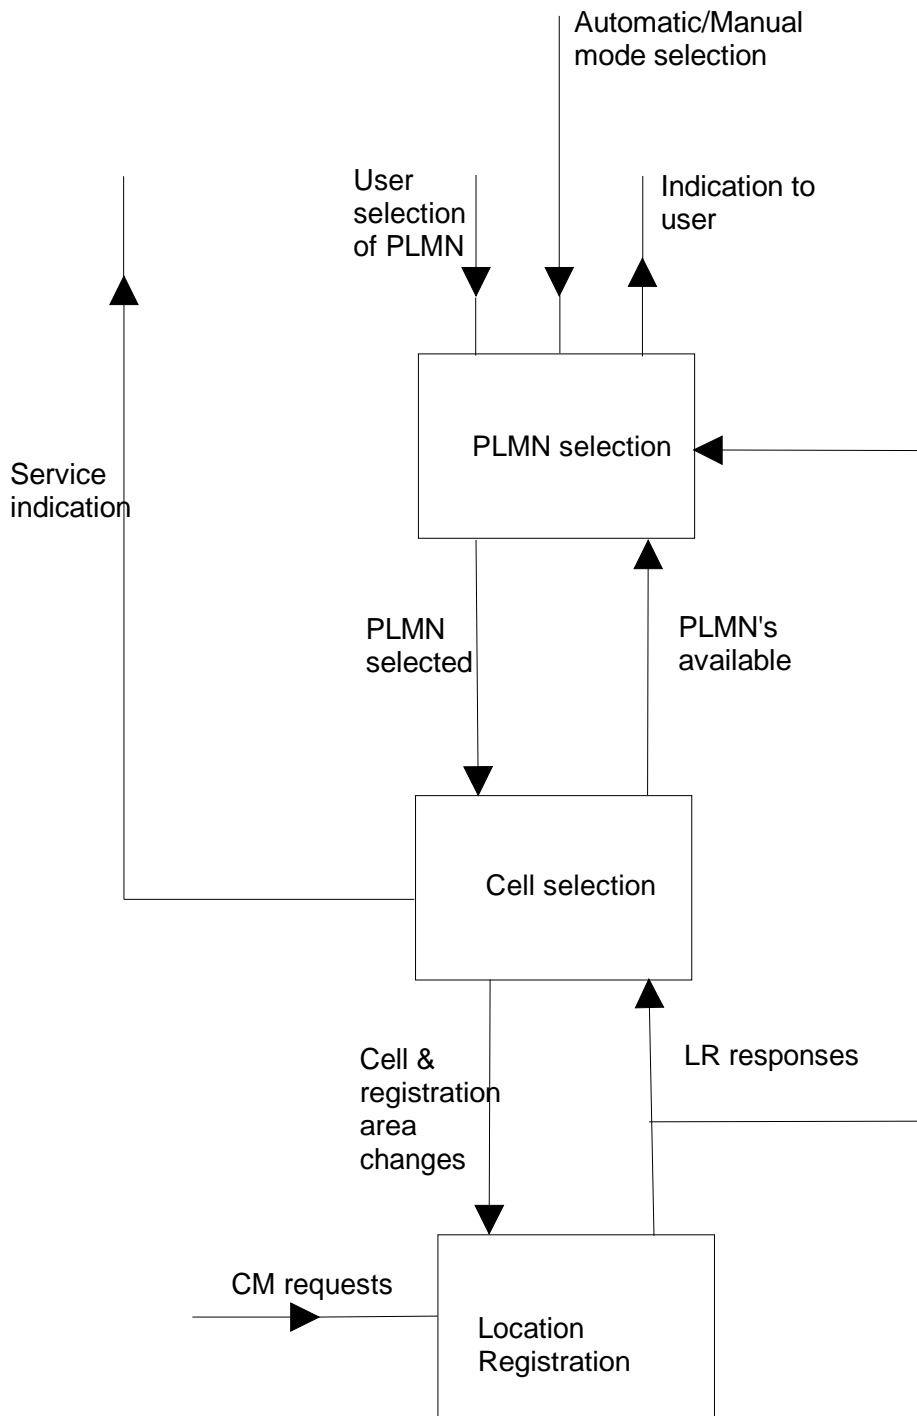 Automatic/Manual
mode selection
User
selection
of PLMN
Indication to
user
PLMN selection
Service
indication
PLMN
selected
PLMN's
available
Cell selection
Cell &
registration
area
changes
LR responses
CM requests
Location
Registration